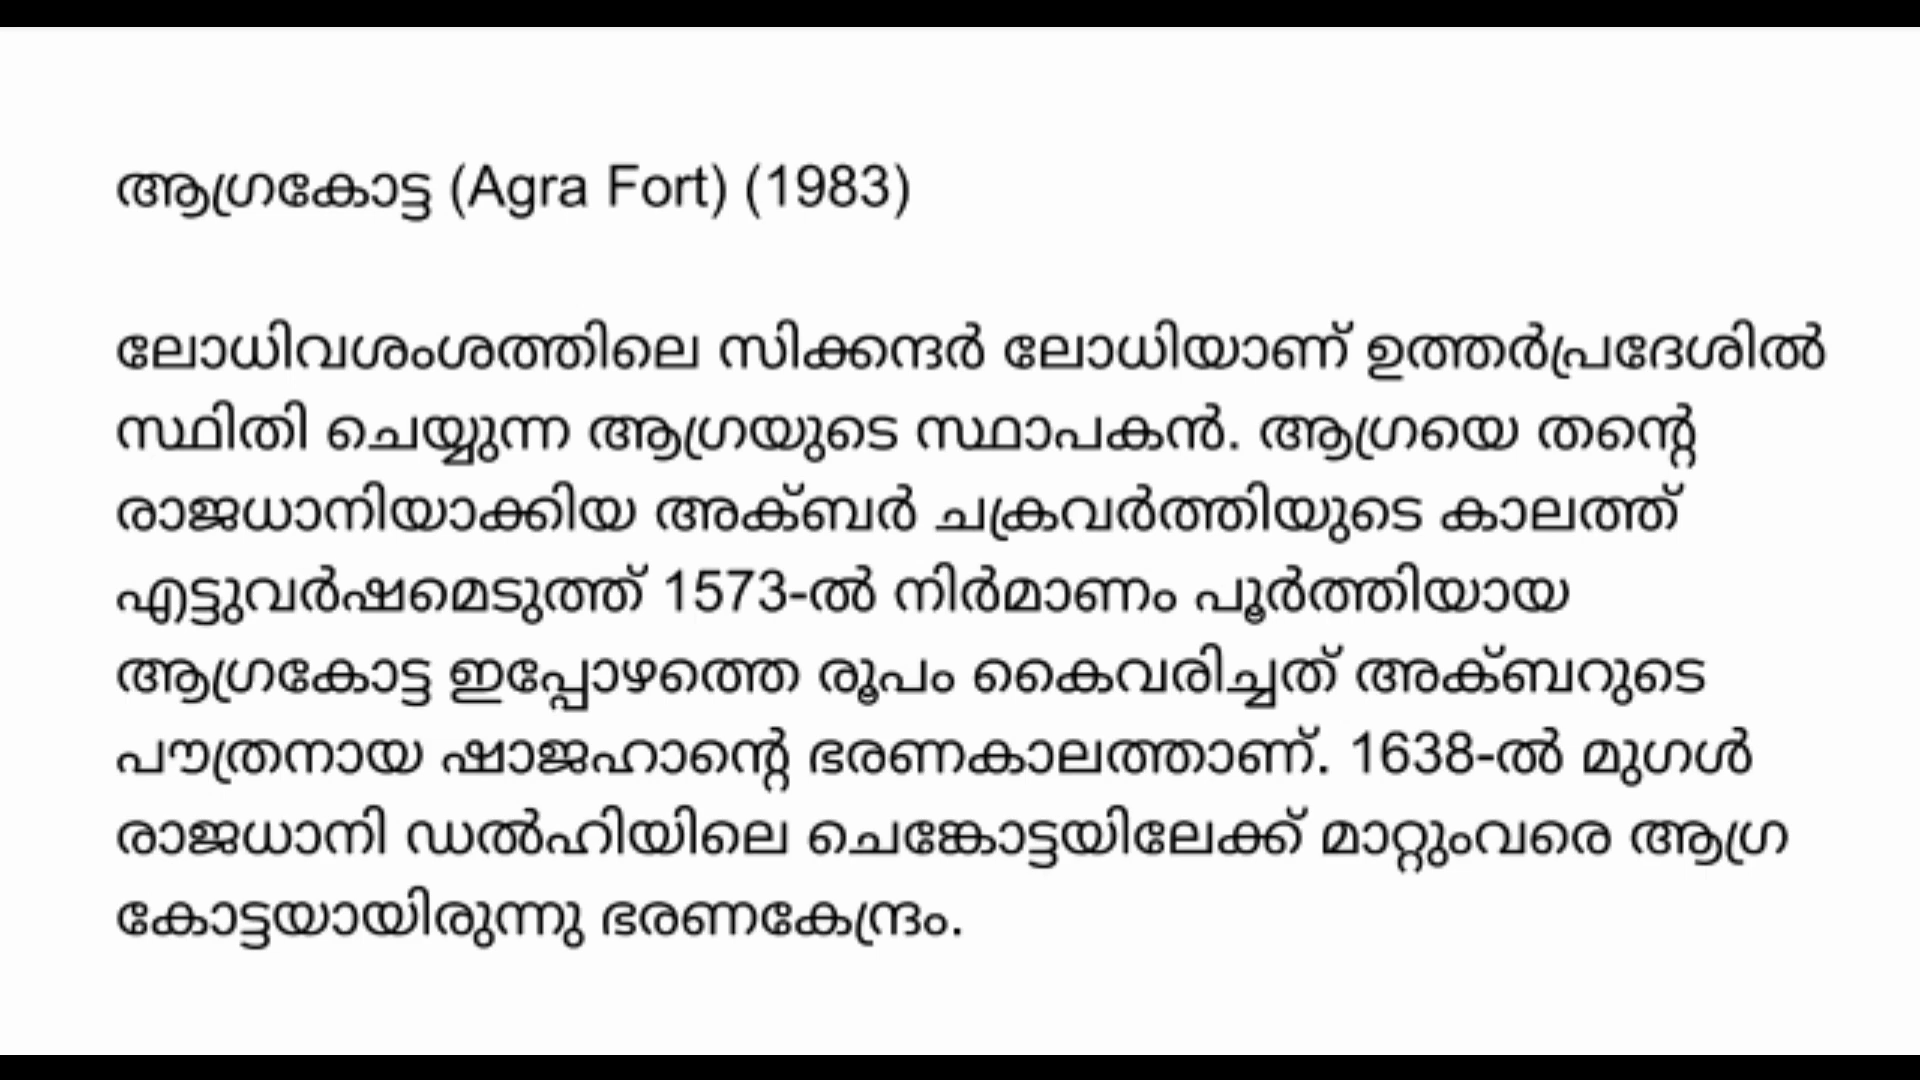 ആഗ്രകോട്ട (Agra Fort) (1983)
ലോധിവശംശത്തിലെ സിക്കന്ദർ ലോധിയാണ് ഉത്തർപ്രദേശിൽ
സ്ഥിതി ചെയ്യുന്ന ആഗ്രയുടെ സ്ഥാപകൻ. ആഗ്രയെ തന്റെ
രാജധാനിയാക്കിയ അക്ബർ ചക്രവർത്തിയുടെ കാലത്ത്
എട്ടുവർഷമെടുത്ത് 1573-ൽ നിർമാണം പൂർത്തിയായ
ആഗ്രകോട്ട ഇപ്പോഴത്തെ രൂപം കൈവരിച്ചത് അക്ബറുടെ
പൗത്രനായ ഷാജഹാന്റെ ഭരണകാലത്താണ്. 1638-ൽ മുഗൾ
രാജധാനി ഡൽഹിയിലെ ചെങ്കോട്ടയിലേക്ക് മാറ്റുംവരെ ആഗ്ര
കോട്ടയായിരുന്നു ഭരണകേന്ദ്രം.